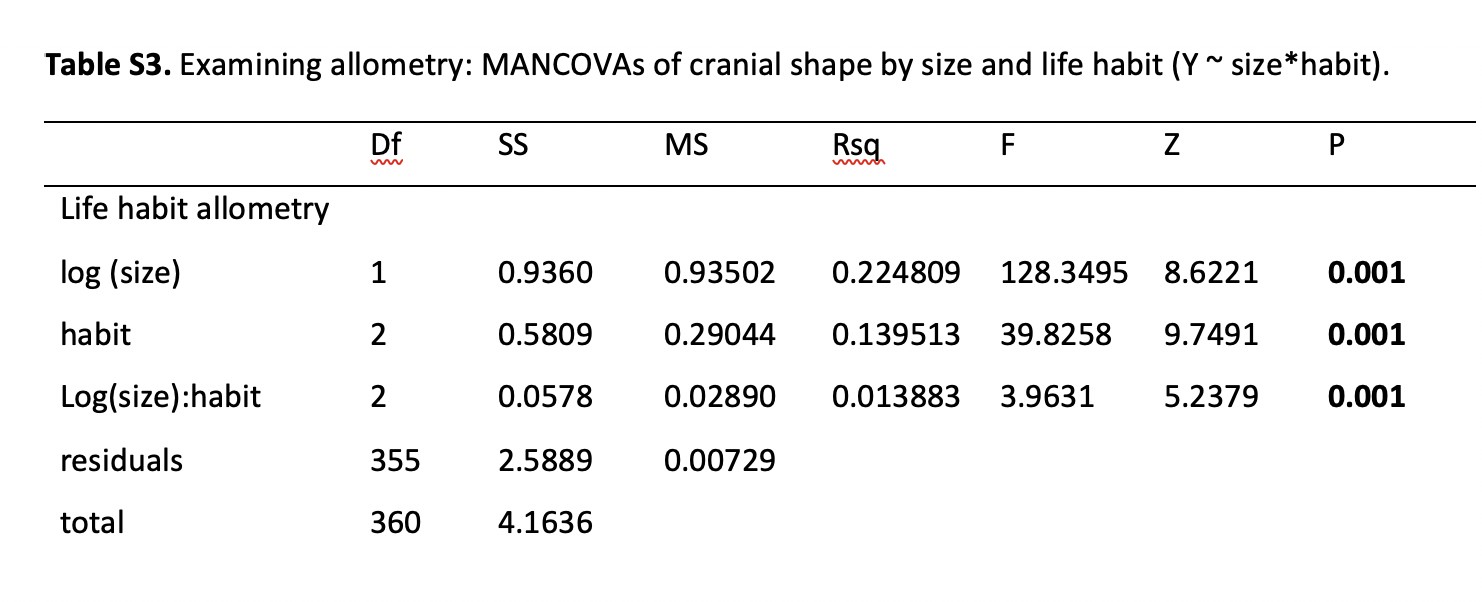 Table S3. Examining allometry: MANCOVAs of cranial shape by size and life habit (Y ~ size*habit).
Df SS MS Rsq F Z P
Life habit allometry
log (size) 1 0.9360 0.93502 0.224809 128.3495 8.6221 0.001
habit 2 0.5809 0.29044 0.139513 39.8258 9.7491 0.001
Log(size):habit 2 0.0578 0.02890 0.013883 3.9631 5.2379 0.001
residuals 355 2.5889 0.00729
total 360 4.1636